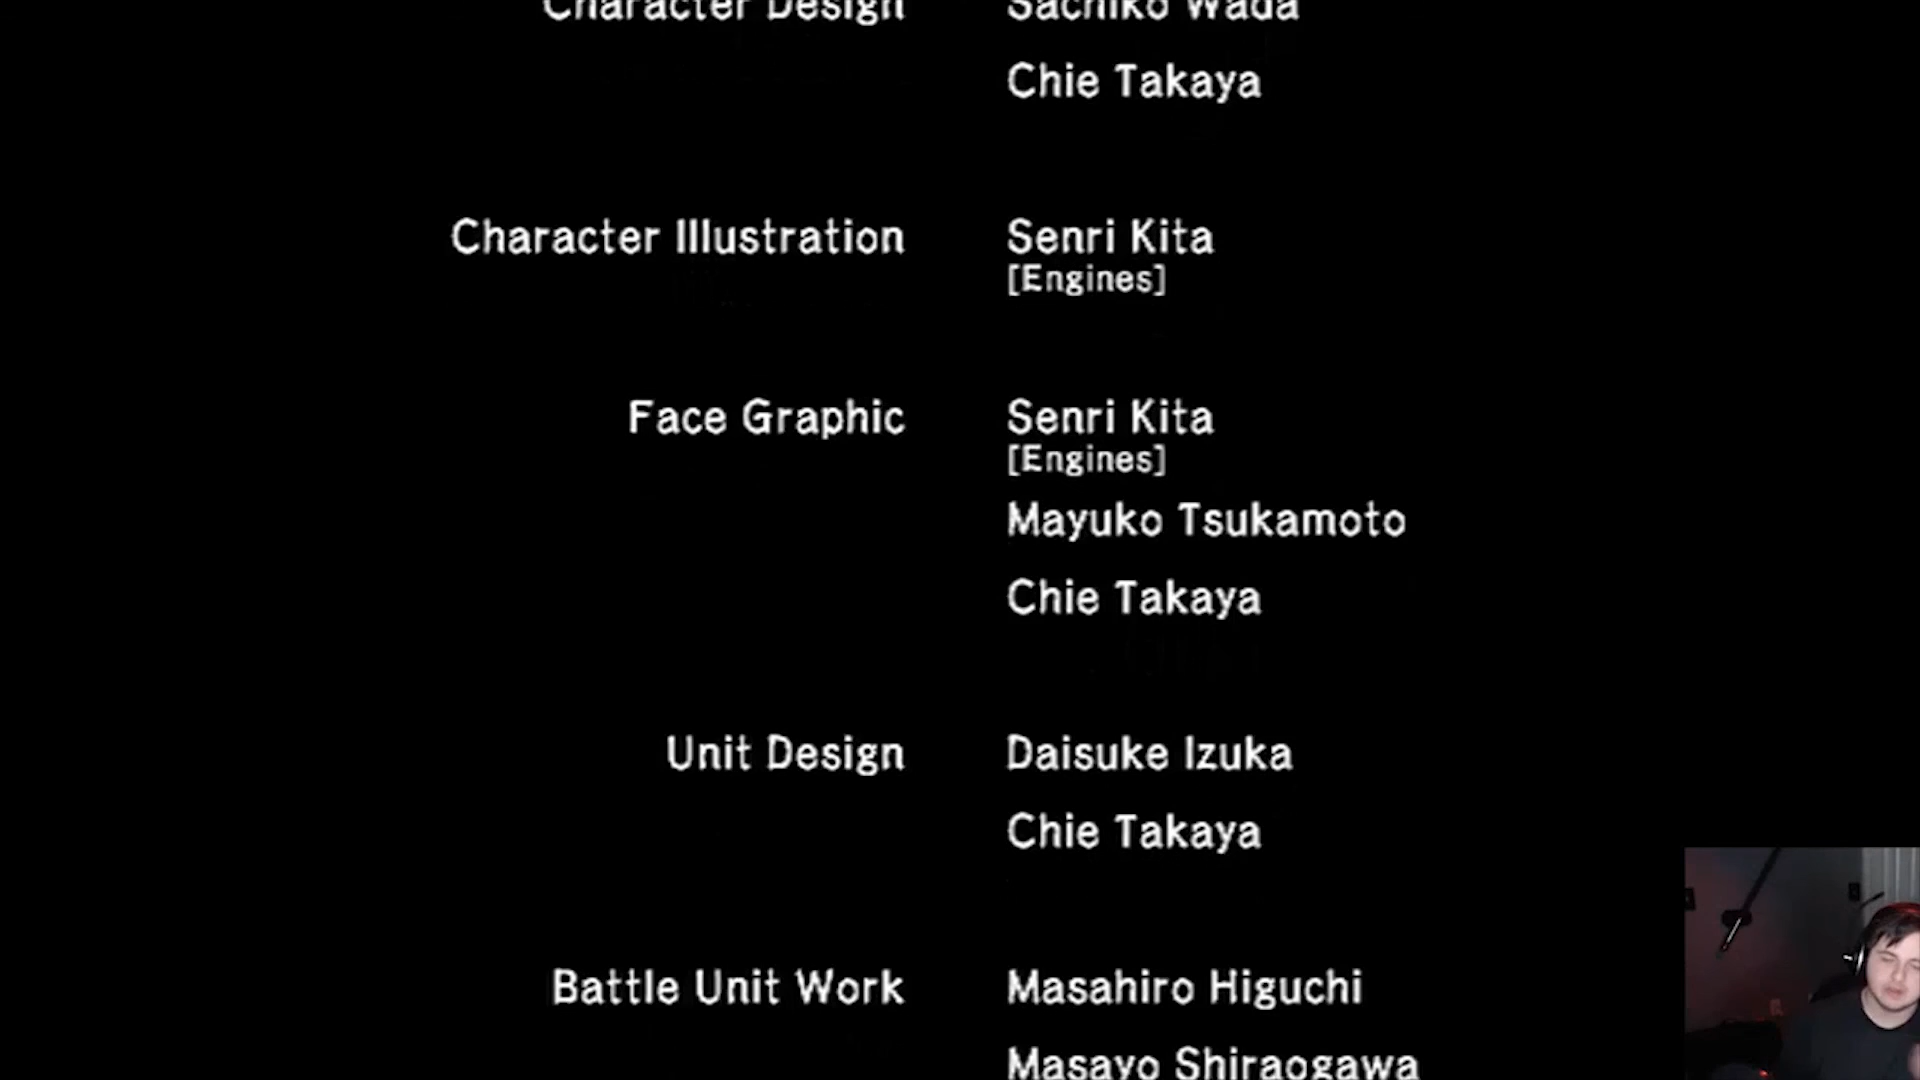 Character Design Sachiko Wada
Chie Takaya
Character Illustration Senri Kita
[Engines]
Face Graphic Senri Kita
[Engines]
Mayuko Tsukamoto
Chie Takaya
Unit Design Daisuke Izuka
Chie Takaya
Battle Unit Work Masahiro Higuchi
Masayo Shiraogawa